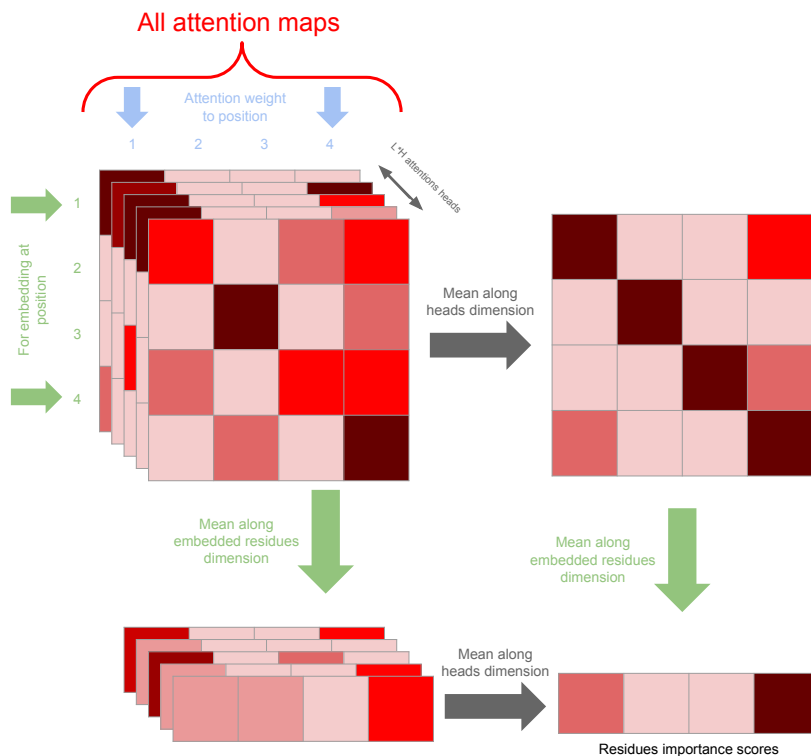 All attention maps
Attention weight
to position
1
2
3
4
L*H attentions heads
1
2
3
4
For embedding at
position
Mean along
heads dimension
Mean along
embedded residues
dimension
Mean along
embedded residues
dimension
Mean along
heads dimension
Residues importance scores